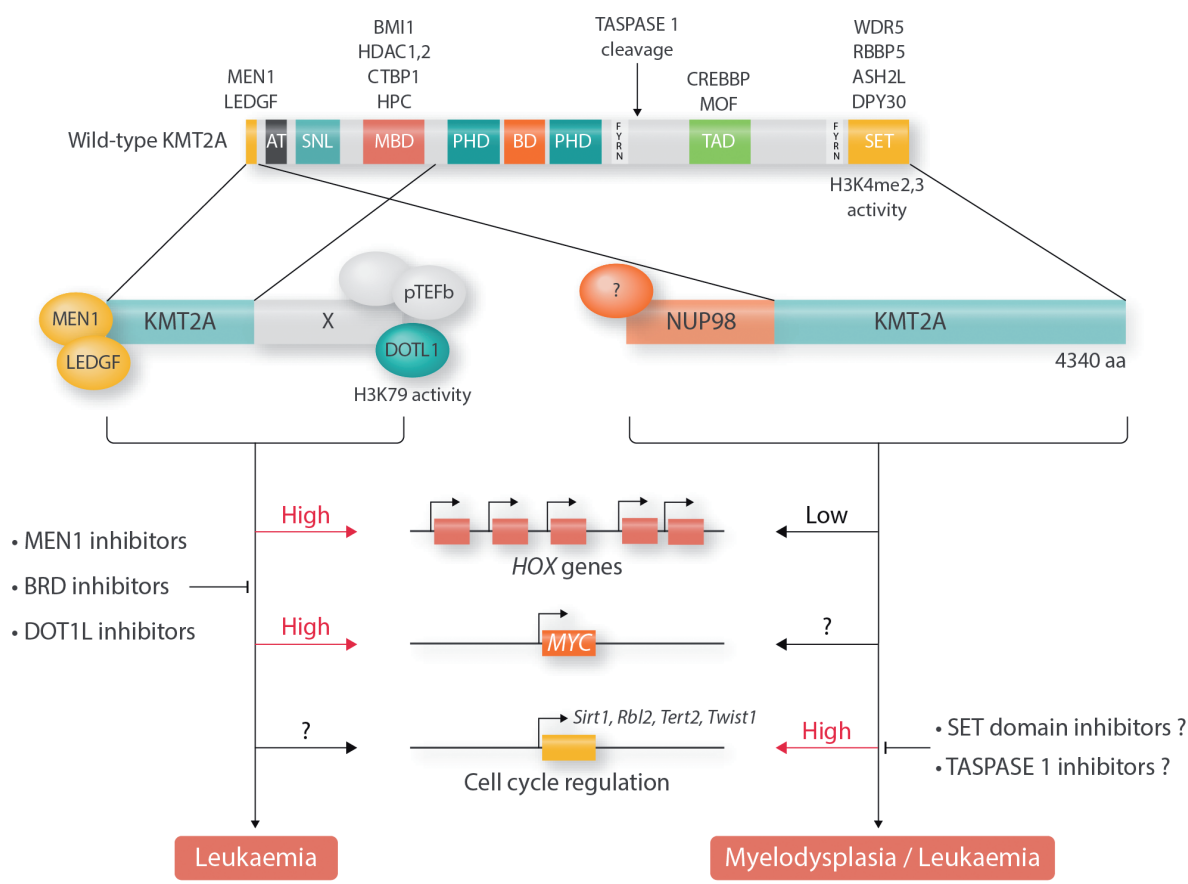 BMI1
HDAC1,2
CTBP1
HPC
TASPASE 1
cleavage
WDR5
RBBP5
ASH2L
DPY30
MEN1
LEDGF
CREBBP
MOF
Wild-type KMT2A
AT
SNL
MBD
PHD
BD
PHD
FYRN
TAD
FYRN
SET
H3K4me2,3
activity
MEN1
LEDGF
KMT2A
X
pTEFb
DOTL1
H3K79 activity
?
NUP98
KMT2A
4340 aa
High
HOX genes
Low
• MEN1 inhibitors
• BRD inhibitors
• DOT1L inhibitors
High
MYC
?
?
Sirt1, Rbl2, Tert2, Twist1
Cell cycle regulation
High
• SET domain inhibitors ?
• TASPASE 1 inhibitors ?
Leukaemia
Myelodysplasia / Leukaemia